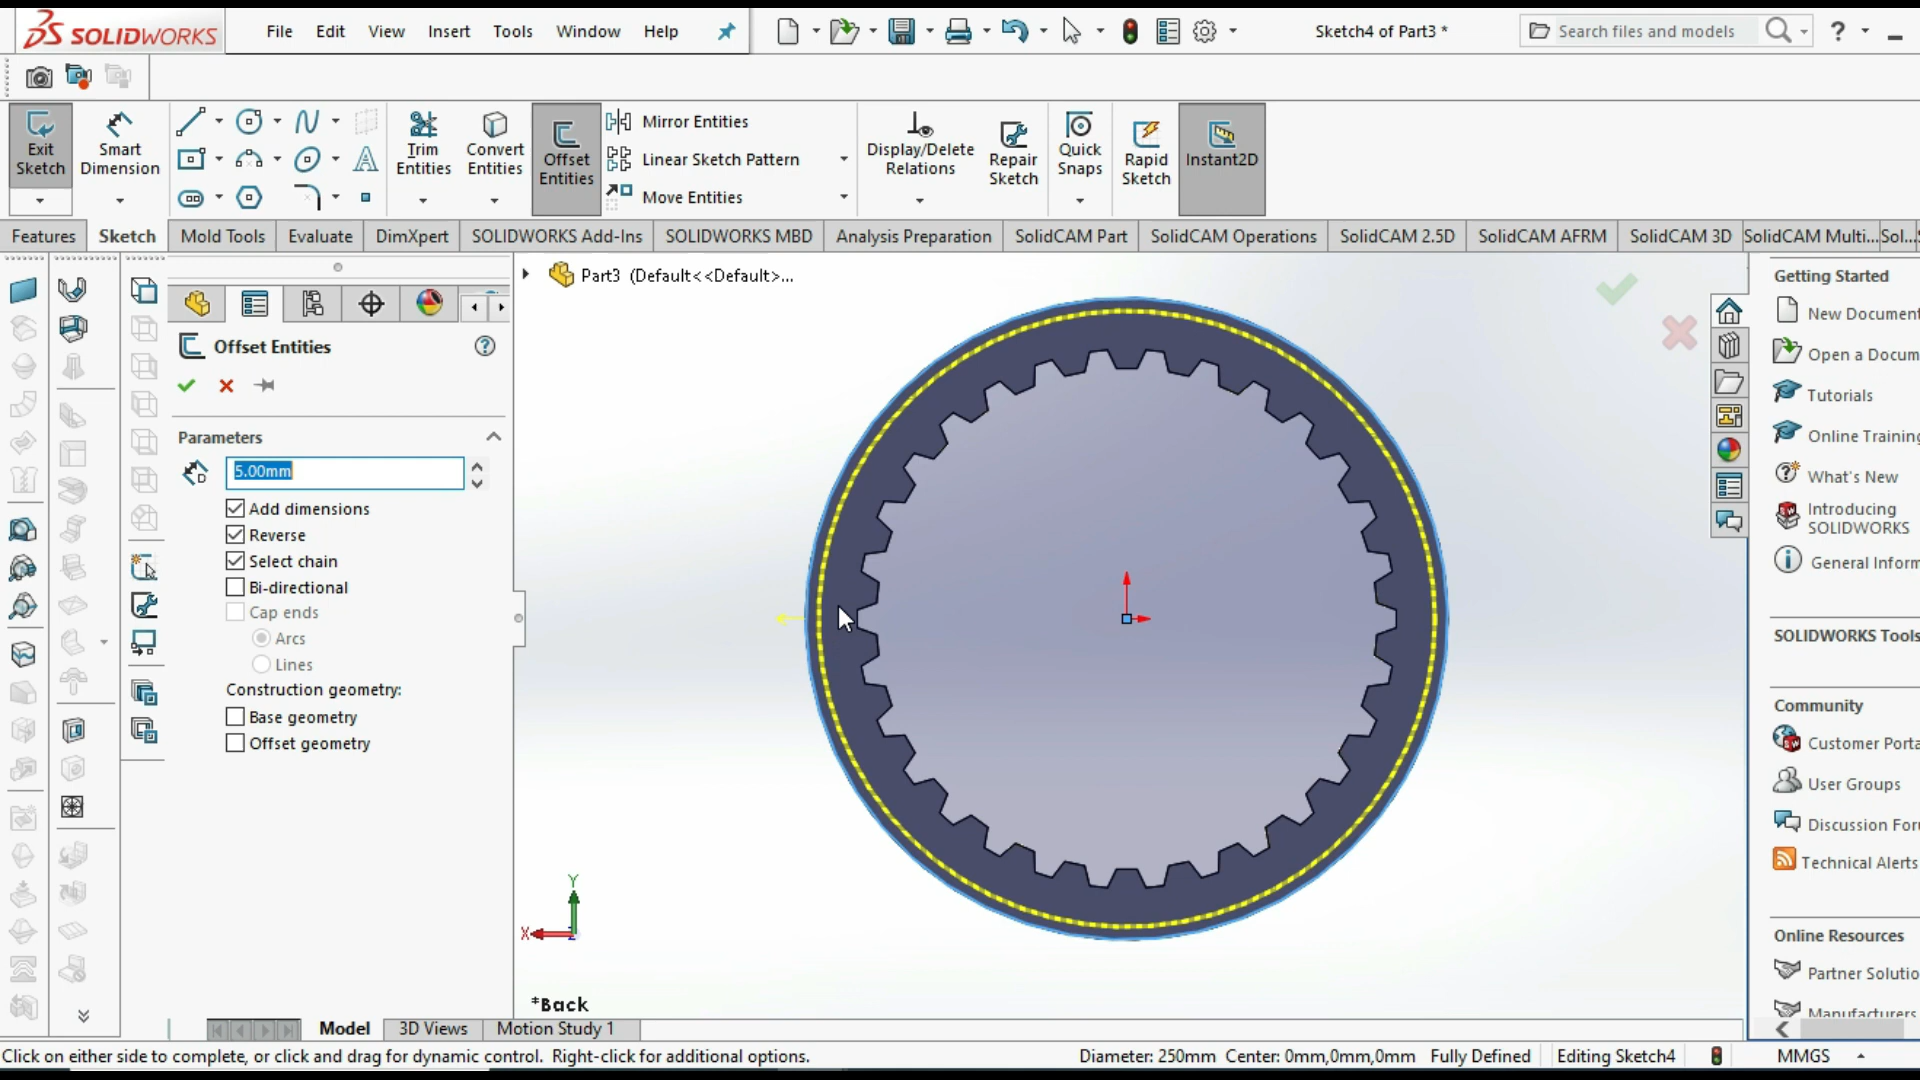 SOLIDWORKS
File Edit View Insert Tools Window Help
Sketch4 of Part3 *
Search files and models
?
Exit Sketch
Smart Dimension
Trim Entities
Convert Entities
Offset Entities
Mirror Entities
Linear Sketch Pattern
Move Entities
Display/Delete Relations
Repair Sketch
Quick Snaps
Rapid Sketch
Instant2D
Features Sketch Mold Tools Evaluate DimXpert SOLIDWORKS Add-Ins SOLIDWORKS MBD Analysis Preparation SolidCAM Part SolidCAM Operations SolidCAM 2.5D SolidCAM AFRM SolidCAM 3D SolidCAM Multi... Sol...
Part3 (Default<<Default>...
Offset Entities
Parameters
5.00mm
Add dimensions
Reverse
Select chain
Bi-directional
Cap ends
Arcs
Lines
Construction geometry:
Base geometry
Offset geometry
Y
X
*Back
Getting Started
New Document
Open a Docum
Tutorials
Online Training
What's New
Introducing
SOLIDWORKS
General Inform
SOLIDWORKS Tools
Community
Customer Porta
User Groups
Discussion For
Technical Alerts
Online Resources
Partner Solutio
Manufacturers
Model 3D Views Motion Study 1
Click on either side to complete, or click and drag for dynamic control. Right-click for additional options.
Diameter: 250mm Center: 0mm,0mm,0mm Fully Defined Editing Sketch4 MMGS